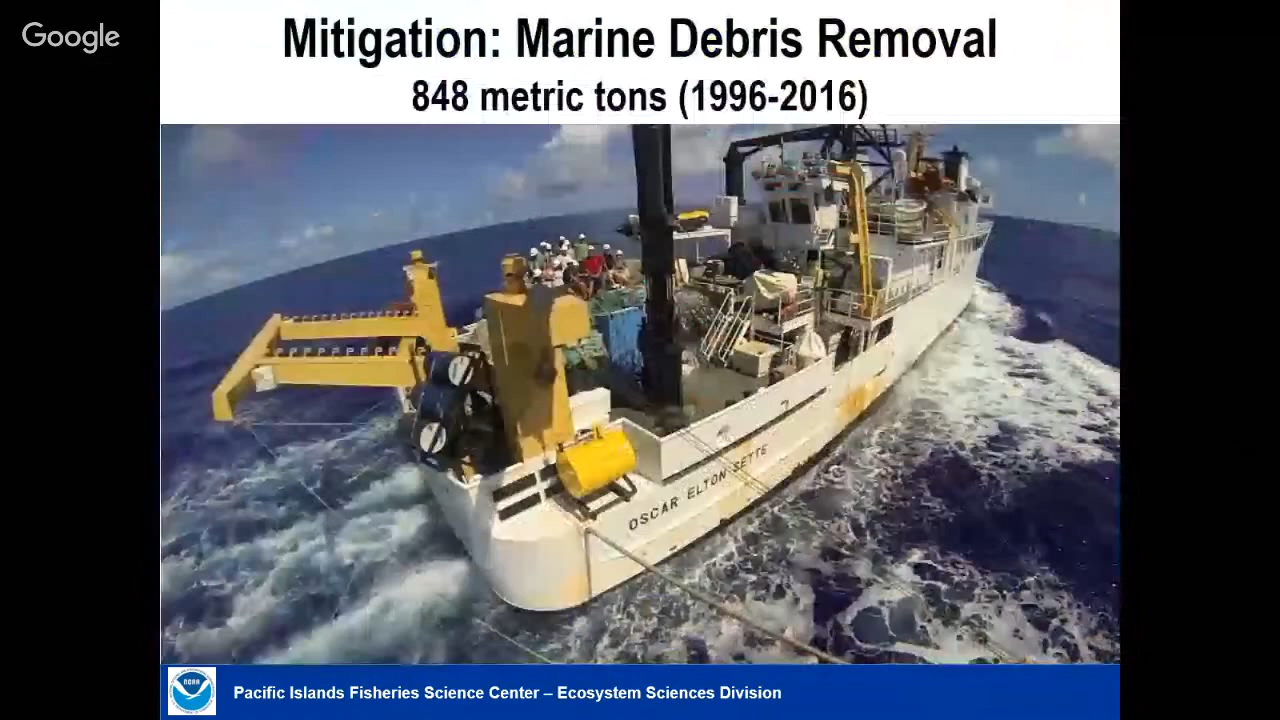 Google
Mitigation: Marine Debris Removal
848 metric tons (1996-2016)
OSCAR ELTON SETTE
NOAA
Pacific Islands Fisheries Science Center – Ecosystem Sciences Division